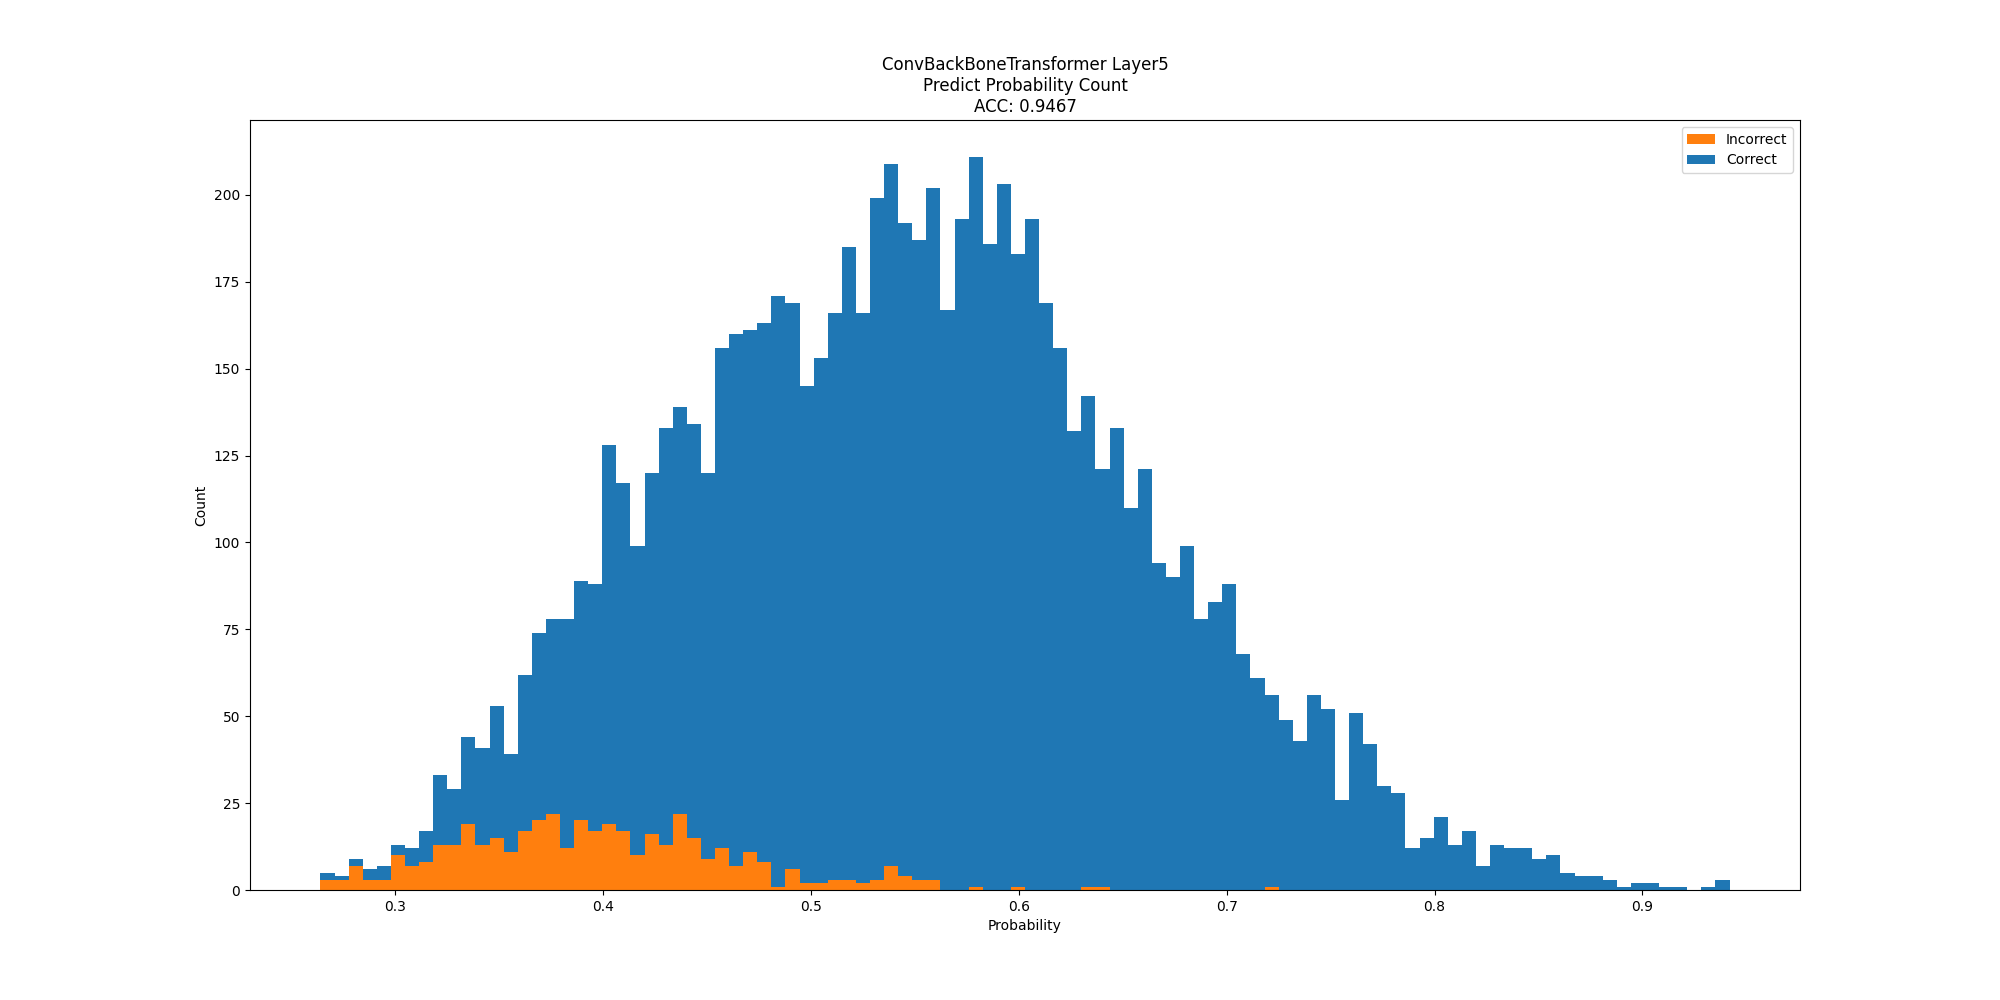 ConvBackBoneTransformer Layer5
Predict Probability Count
ACC: 0.9467
Incorrect
Correct
200
175
150
125
100
75
50
25
0
Count
0.3 0.4 0.5 0.6 0.7 0.8 0.9
Probability